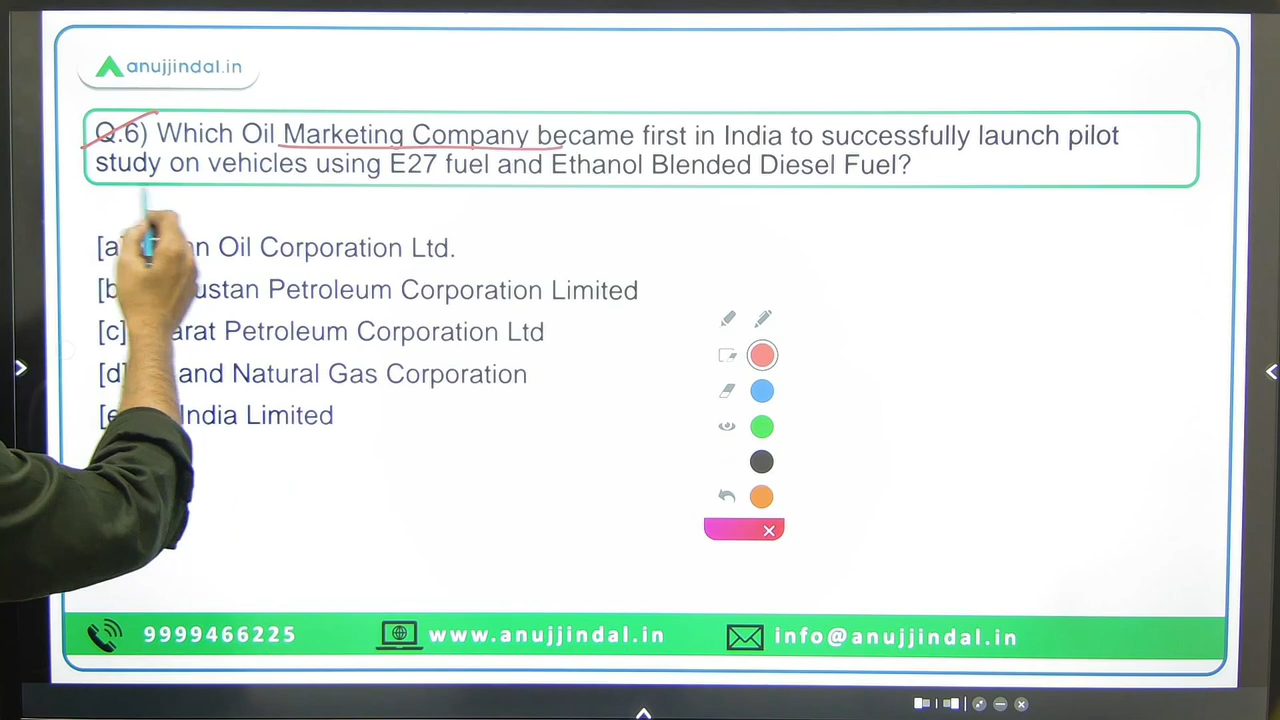 anujjindal.in
Q.6) Which Oil Marketing Company became first in India to successfully launch pilot
study on vehicles using E27 fuel and Ethanol Blended Diesel Fuel?
[a] Oil Corporation Ltd.
[b Petroleum Corporation Limited
[c] Petroleum Corporation Ltd
[d] and Natural Gas Corporation
[e India Limited
9999466225
www.anujjindal.in
info@anujjindal.in